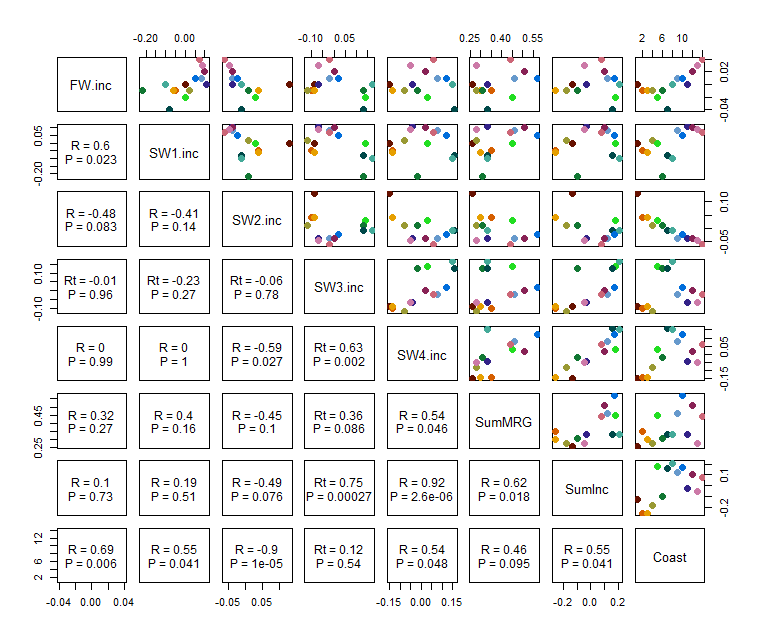 -0.20 0.00 -0.10 0.05 0.25 0.40 0.55 2 6 10
FW.inc
-0.04 0.02
R = 0.6
P = 0.023
SW1.inc
-0.20 0.05
R = -0.48
P = 0.083
R = -0.41
P = 0.14
SW2.inc
-0.05 0.10
Rt = -0.01
P = 0.96
Rt = -0.23
P = 0.27
Rt = -0.06
P = 0.78
SW3.inc
-0.10 0.10
R = 0
P = 0.99
R = 0
P = 1
R = -0.59
P = 0.027
Rt = 0.63
P = 0.002
SW4.inc
-0.15 0.05
R = 0.32
P = 0.27
R = 0.4
P = 0.16
R = -0.45
P = 0.1
Rt = 0.36
P = 0.086
R = 0.54
P = 0.046
SumMRG
0.25 0.45
R = 0.1
P = 0.73
R = 0.19
P = 0.51
R = -0.49
P = 0.076
Rt = 0.75
P = 0.00027
R = 0.92
P = 2.6e-06
R = 0.62
P = 0.018
SumInc
-0.2 0.1
R = 0.69
P = 0.006
R = 0.55
P = 0.041
R = -0.9
P = 1e-05
Rt = 0.12
P = 0.54
R = 0.54
P = 0.048
R = 0.46
P = 0.095
R = 0.55
P = 0.041
Coast
2 6 12
-0.04 0.00 0.04 -0.05 0.05 -0.15 0.00 0.15 -0.2 0.0 0.2